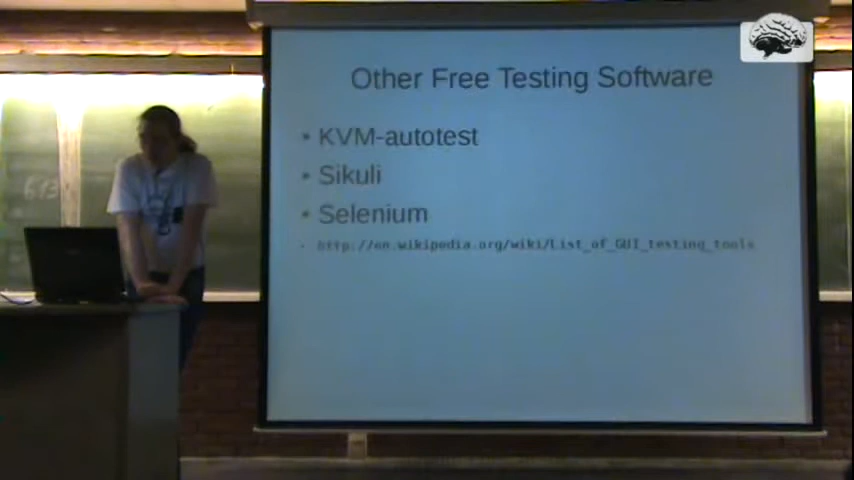 Other Free Testing Software
• KVM-autotest
• Sikuli
• Selenium
• http://en.wikipedia.org/wiki/List_of_GUI_testing_tools